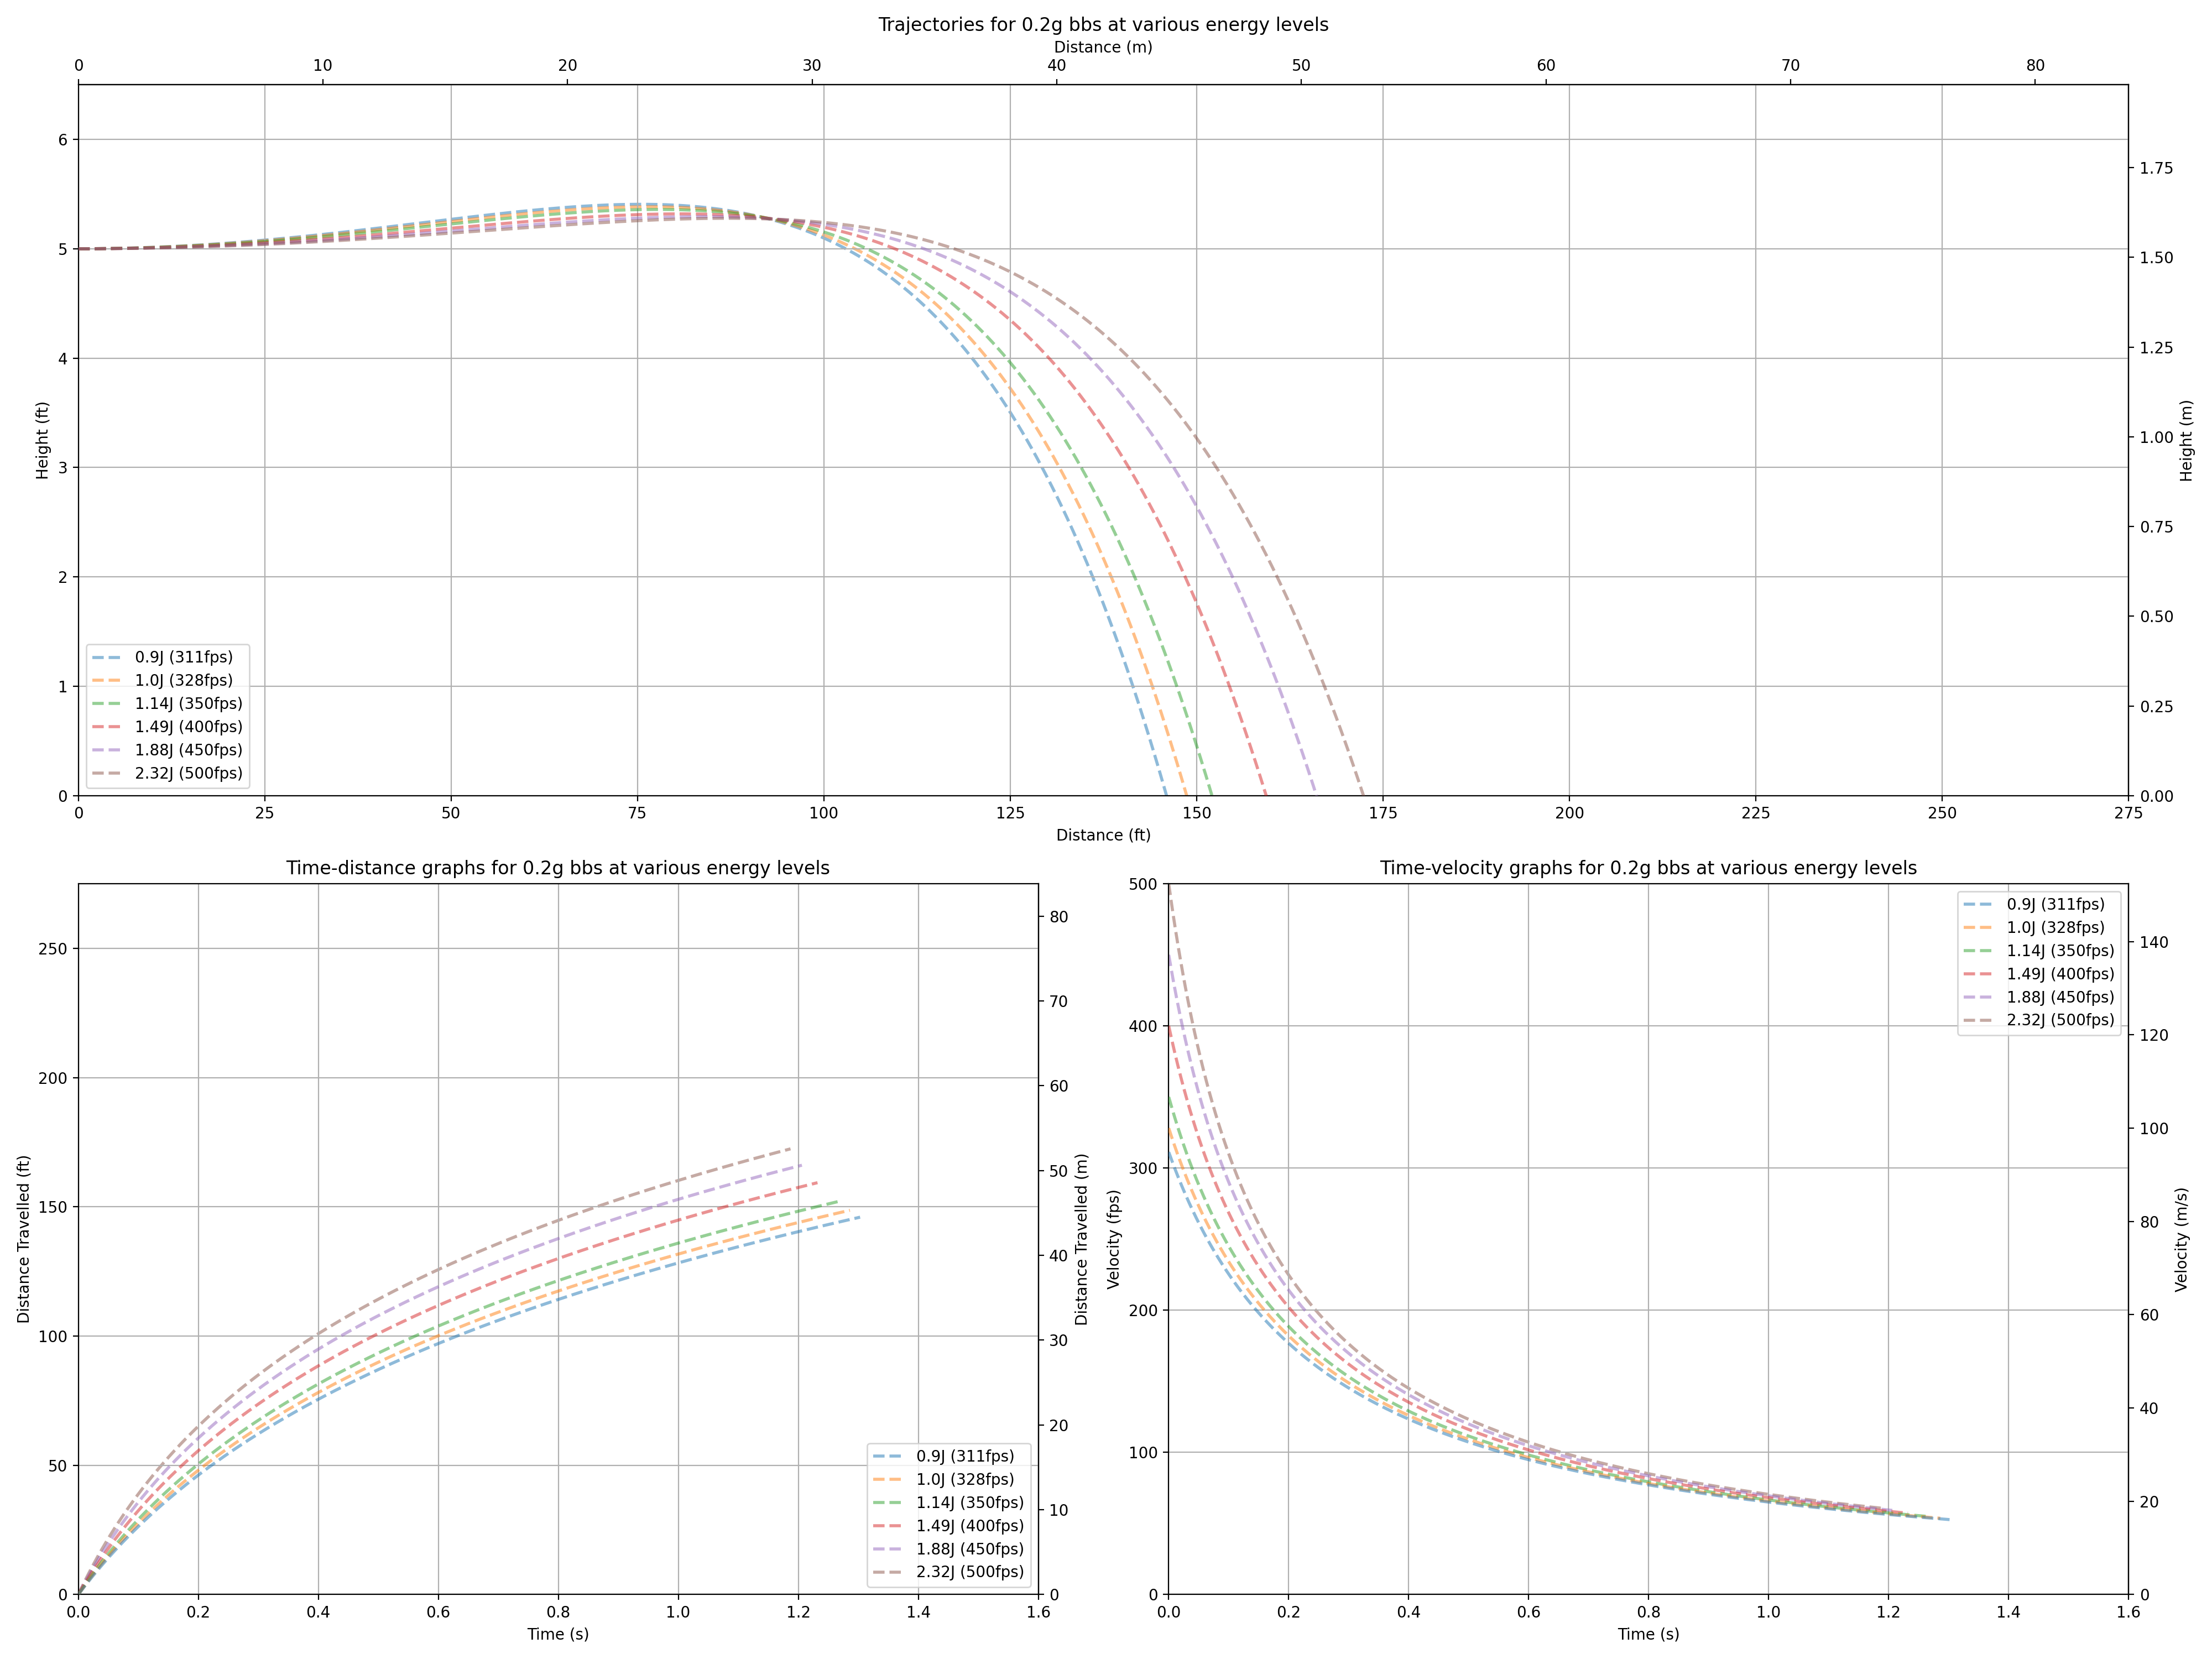 Trajectories for 0.2g bbs at various energy levels
Distance (m)
0 10 20 30 40 50 60 70 80
6
5
4
3
2
1
0
Height (ft)
1.75
1.50
1.25
1.00
0.75
0.50
0.25
0.00
Height (m)
0.9J (311fps)
1.0J (328fps)
1.14J (350fps)
1.49J (400fps)
1.88J (450fps)
2.32J (500fps)
0 25 50 75 100 125 150 175 200 225 250 275
Distance (ft)
Time-distance graphs for 0.2g bbs at various energy levels
250
200
150
100
50
0
Distance Travelled (ft)
80
70
60
50
40
30
20
10
0
Distance Travelled (m)
0.9J (311fps)
1.0J (328fps)
1.14J (350fps)
1.49J (400fps)
1.88J (450fps)
2.32J (500fps)
0.0 0.2 0.4 0.6 0.8 1.0 1.2 1.4 1.6
Time (s)
Time-velocity graphs for 0.2g bbs at various energy levels
500
400
300
200
100
0
Velocity (fps)
0.9J (311fps)
1.0J (328fps)
1.14J (350fps)
1.49J (400fps)
1.88J (450fps)
2.32J (500fps)
140
120
100
80
60
40
20
0
Velocity (m/s)
0.0 0.2 0.4 0.6 0.8 1.0 1.2 1.4 1.6
Time (s)